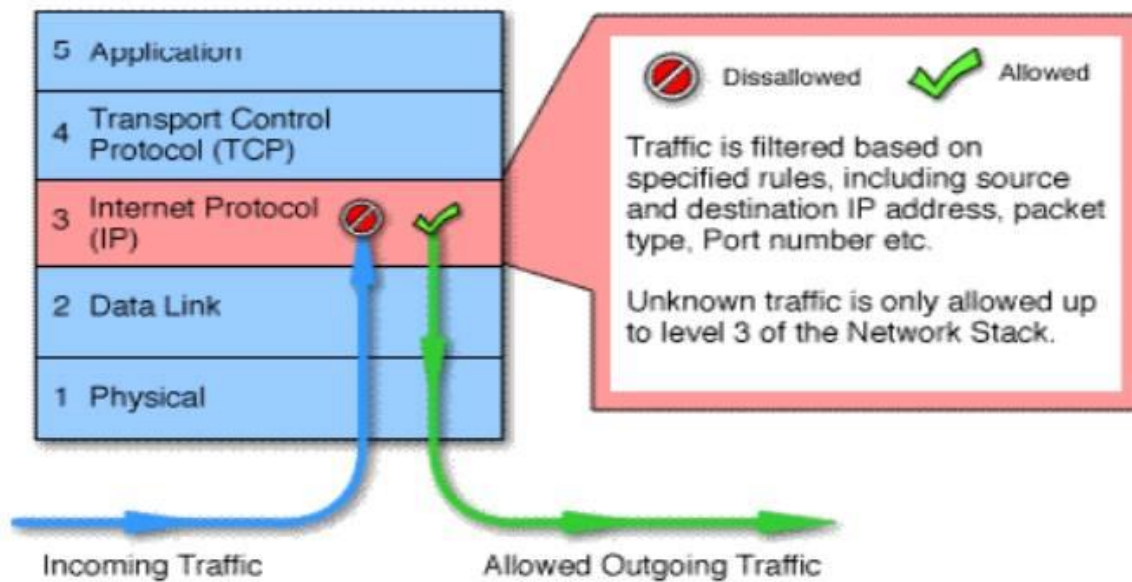 5 Application
4 Transport Control
Protocol (TCP)
3 Internet Protocol
(IP)
2 Data Link
1 Physical
Incoming Traffic
Allowed Outgoing Traffic
Dissallowed
Allowed
Traffic is filtered based on
specified rules, including source
and destination IP address, packet
type, Port number etc.
Unknown traffic is only allowed up
to level 3 of the Network Stack.